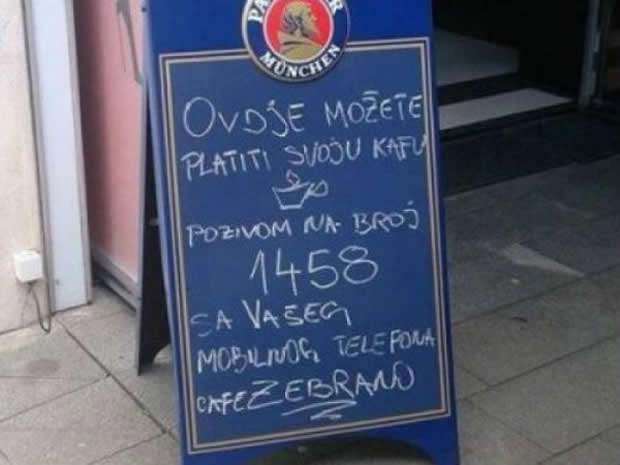 MÜNCHEN
OVDJE MOŽETE
PLATITI SVOJU KAFU
POZIVOM NA BROJ
1458
SA VAŠEG
MOBILNOG TELEFONA
CAFE ZEBRANO